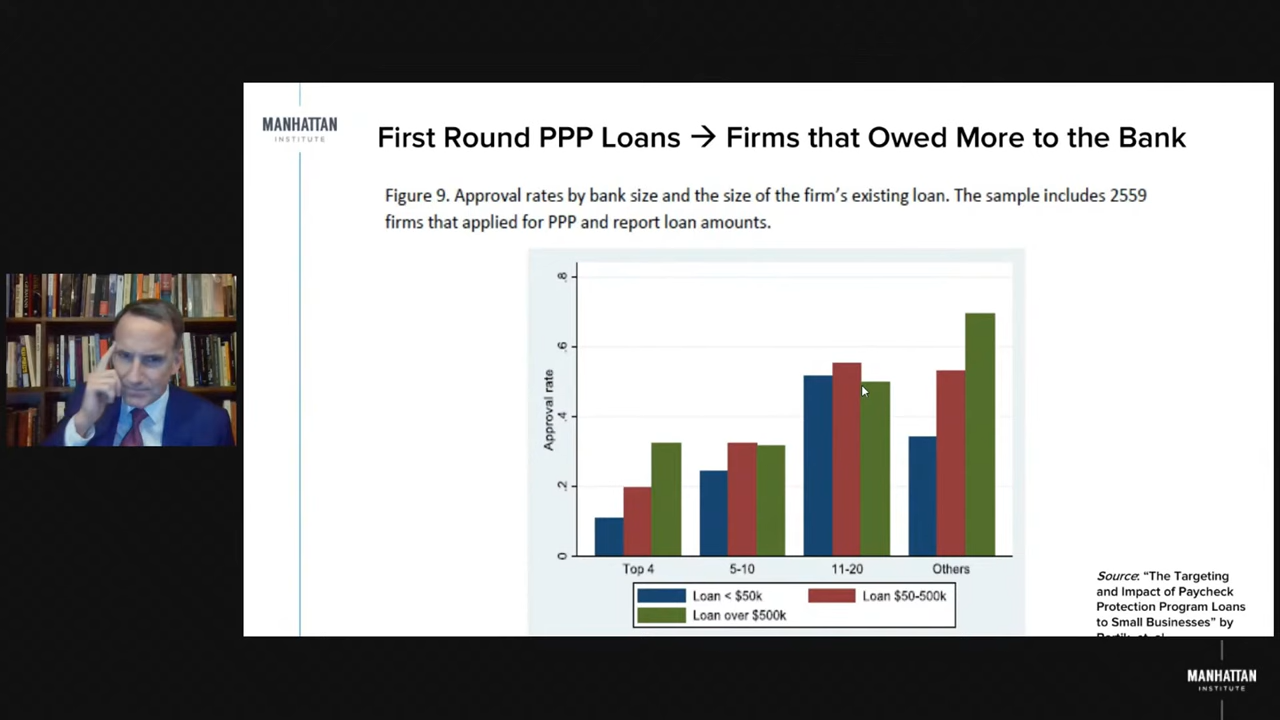 MANHATTAN
INSTITUTE
First Round PPP Loans → Firms that Owed More to the Bank
Figure 9. Approval rates by bank size and the size of the firm's existing loan. The sample includes 2559
firms that applied for PPP and report loan amounts.
.8
.6
.4
.2
0
Approval rate
Top 4
5-10
11-20
Others
Loan < $50k
Loan $50-500k
Loan over $500k
Source: "The Targeting
and Impact of Paycheck
Protection Program Loans
to Small Businesses" by
MANHATTAN
INSTITUTE